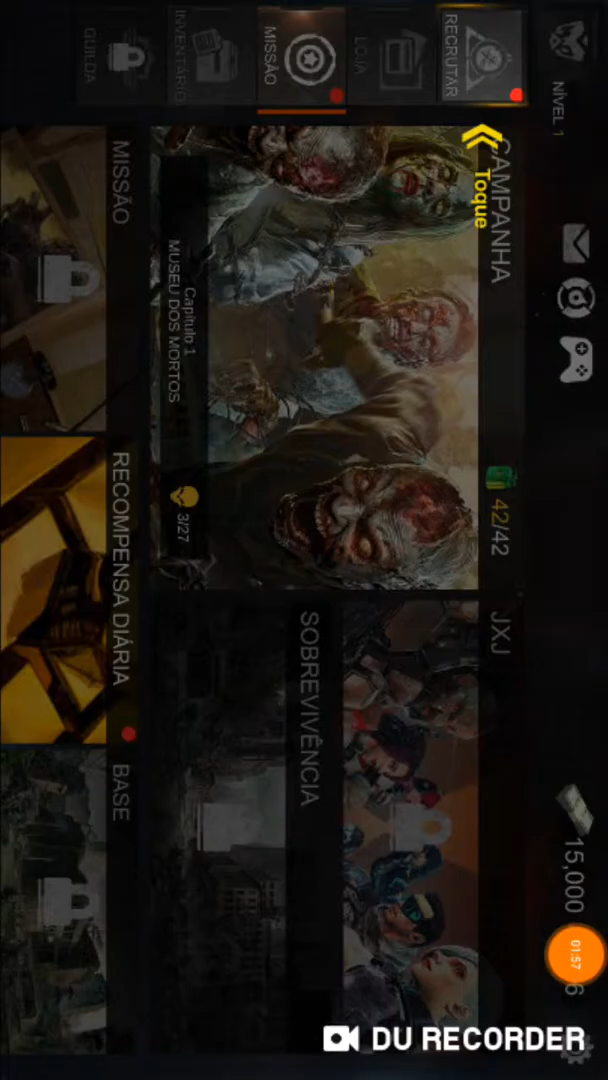 NÍVEL 1
15,000
6
01:57
RECRUTAR
LOJA
MISSÃO
INVENTÁRIO
GUILDA
CAMPANHA
Toque
42/42
Capítulo 1
MUSEU DOS MORTOS
3/27
JXJ
SOBREVIVÊNCIA
MISSÃO
RECOMPENSA DIÁRIA
BASE
DU RECORDER